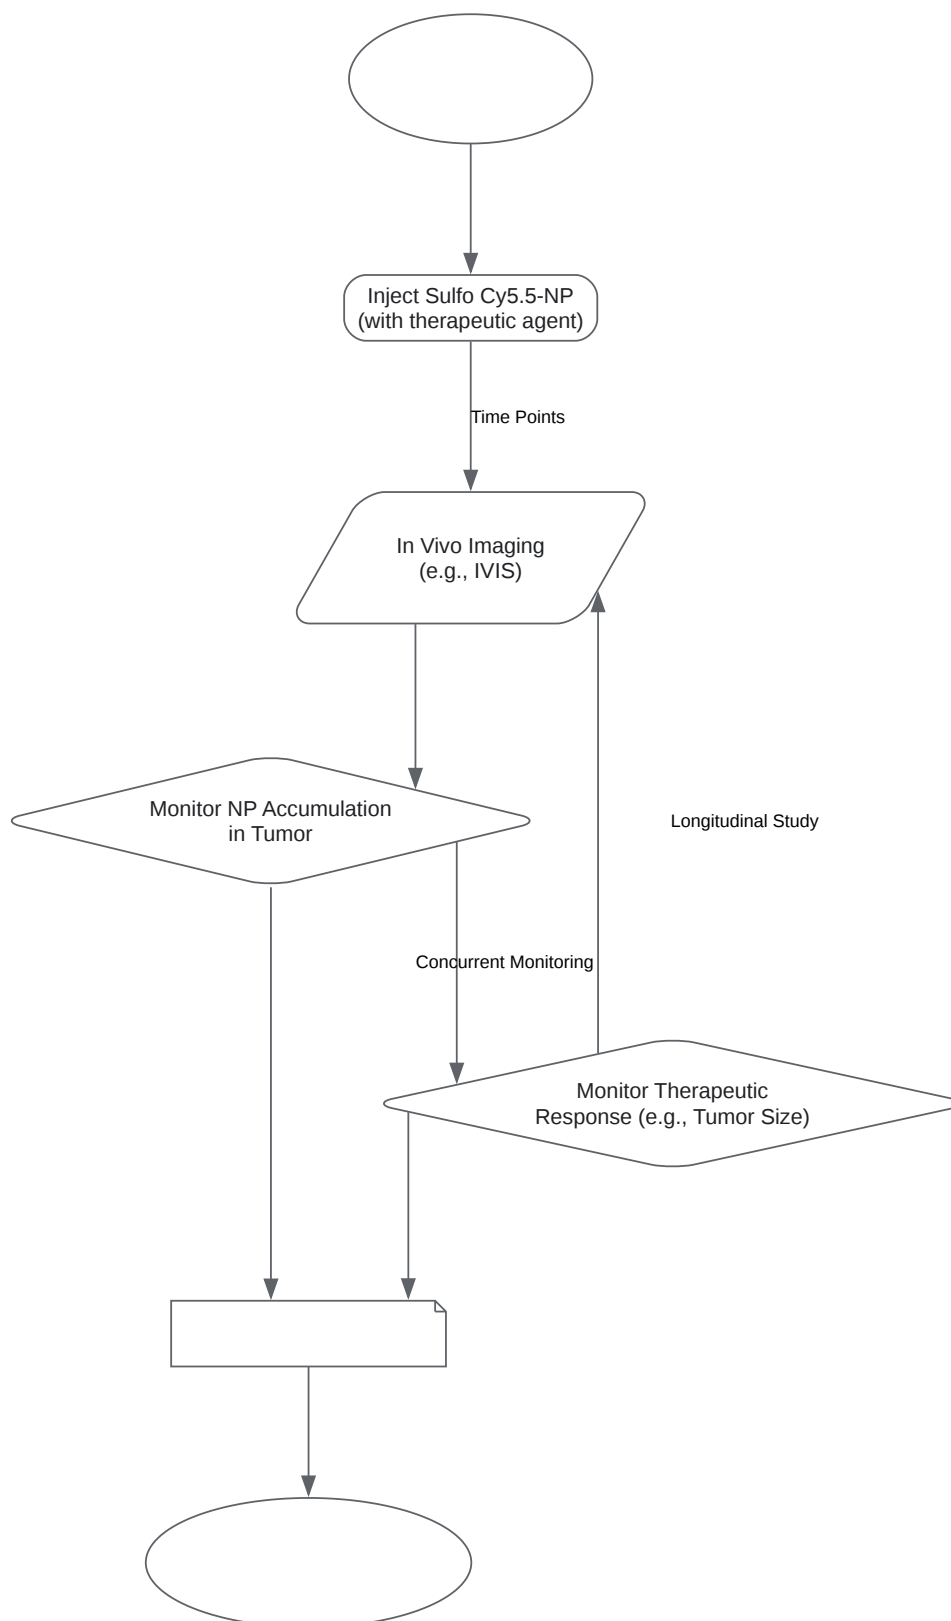 Inject Sulfo Cy5.5-NP
(with therapeutic agent)
Time Points
In Vivo Imaging
(e.g., IVIS)
Monitor NP Accumulation
in Tumor
Longitudinal Study
Concurrent Monitoring
Monitor Therapeutic
Response (e.g., Tumor Size)